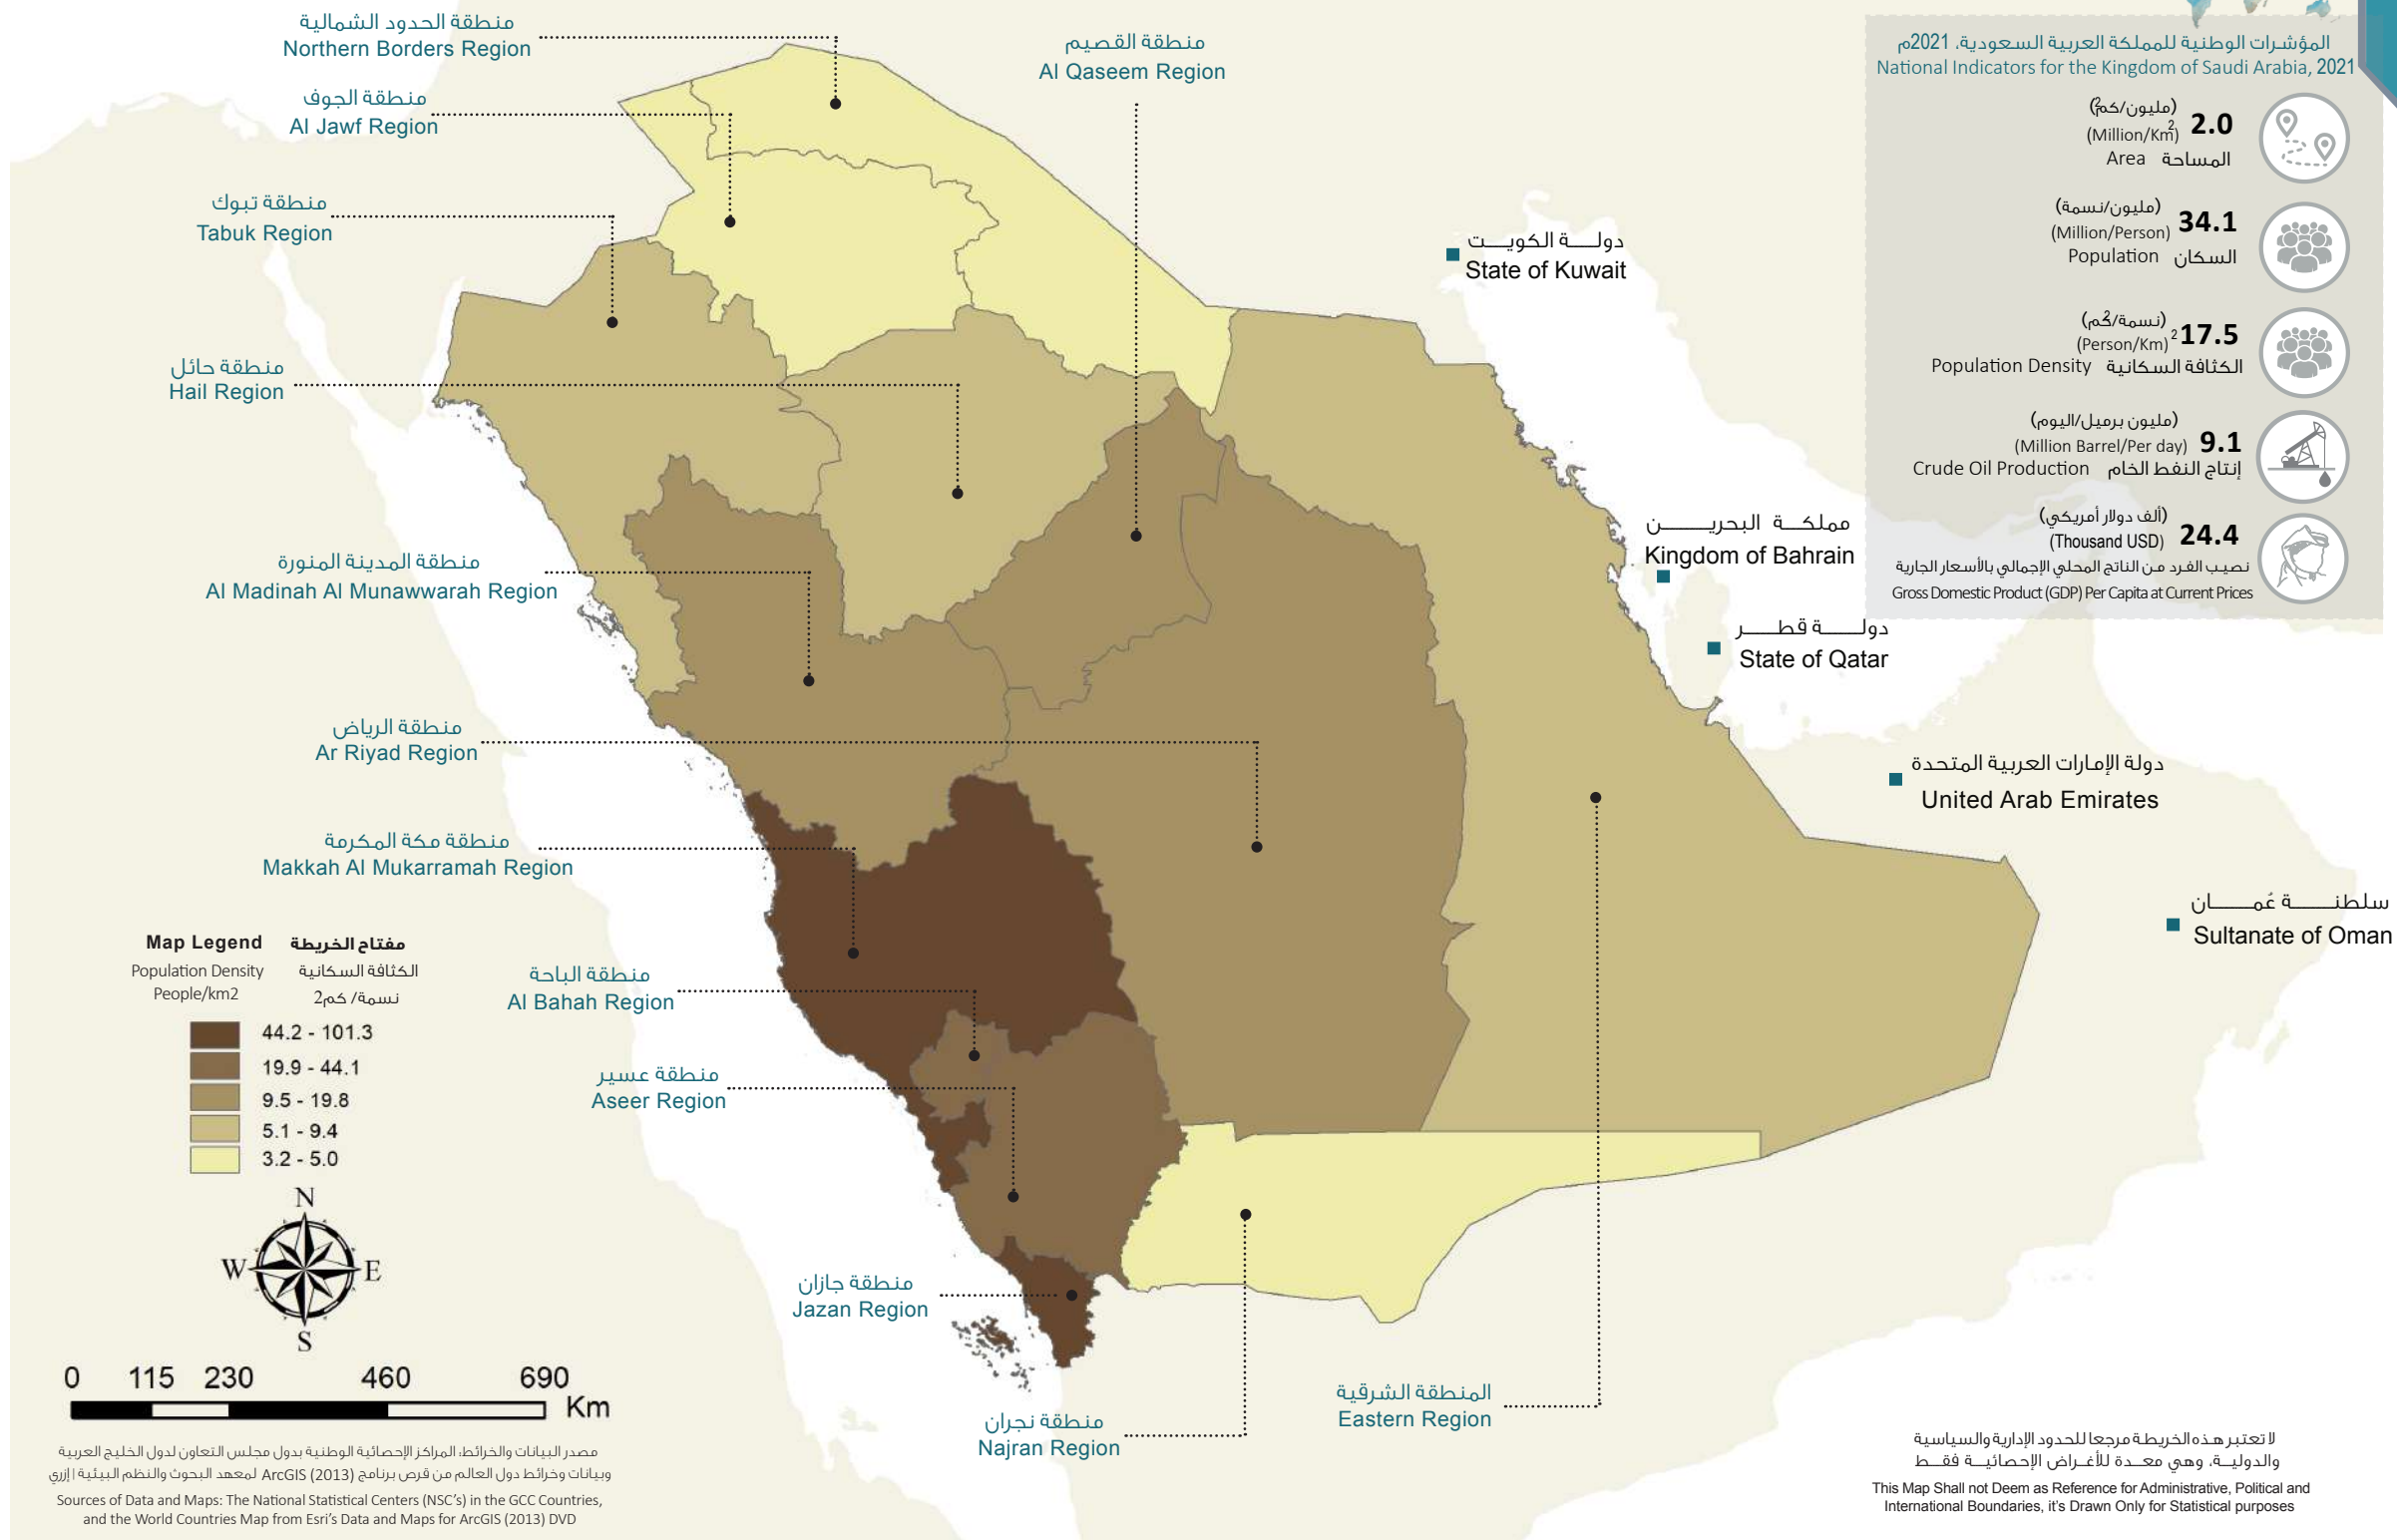 منطقة الحدود الشمالية
Northern Borders Region
منطقة القصيم
Al Qaseem Region
منطقة الجوف
Al Jawf Region
منطقة تبوك
Tabuk Region
منطقة حائل
Hail Region
منطقة المدينة المنورة
Al Madinah Al Munawwarah Region
منطقة الرياض
Ar Riyad Region
منطقة مكة المكرمة
Makkah Al Mukarramah Region
منطقة الباحة
Al Bahah Region
منطقة عسير
Aseer Region
منطقة جازان
Jazan Region
منطقة نجران
Najran Region
المنطقة الشرقية
Eastern Region
دولــة الكويــت
State of Kuwait
مملكــة البحريــن
Kingdom of Bahrain
دولــة قطــر
State of Qatar
دولة الإمارات العربية المتحدة
United Arab Emirates
سلطنــة عُمــان
Sultanate of Oman
المؤشرات الوطنية للمملكة العربية السعودية، 2021م
National Indicators for the Kingdom of Saudi Arabia, 2021
(مليون/كم2)
(Million/Km2) 2.0
Area المساحة
(مليون/نسمة)
(Million/Person) 34.1
Population السكان
(نسمة/كم2)
(Person/Km)2 17.5
Population Density الكثافة السكانية
(مليون برميل/اليوم)
(Million Barrel/Per day) 9.1
Crude Oil Production إنتاج النفط الخام
(ألف دولار أمريكي)
(Thousand USD) 24.4
نصيب الفرد من الناتج المحلي الإجمالي بالأسعار الجارية
Gross Domestic Product (GDP) Per Capita at Current Prices
Map Legend مفتاح الخريطة
Population Density الكثافة السكانية
People/km2 نسمة/ كم2
44.2 - 101.3
19.9 - 44.1
9.5 - 19.8
5.1 - 9.4
3.2 - 5.0
N
W E
S
0 115 230 460 690
Km
مصدر البيانات والخرائط، المراكز الإحصائية الوطنية بدول مجلس التعاون لدول الخليج العربية
وبيانات وخرائط دول العالم من قرص برنامج ArcGIS (2013) لمعهد البحوث والنظم البيئية | إزري
Sources of Data and Maps: The National Statistical Centers (NSC's) in the GCC Countries,
and the World Countries Map from Esri's Data and Maps for ArcGIS (2013) DVD
لا تعتبر هذه الخريطة مرجعا للحدود الإدارية والسياسية
والدوليــة، وهي معــدة للأغــراض الإحصائيــة فقــط
This Map Shall not Deem as Reference for Administrative, Political and
International Boundaries, it's Drawn Only for Statistical purposes